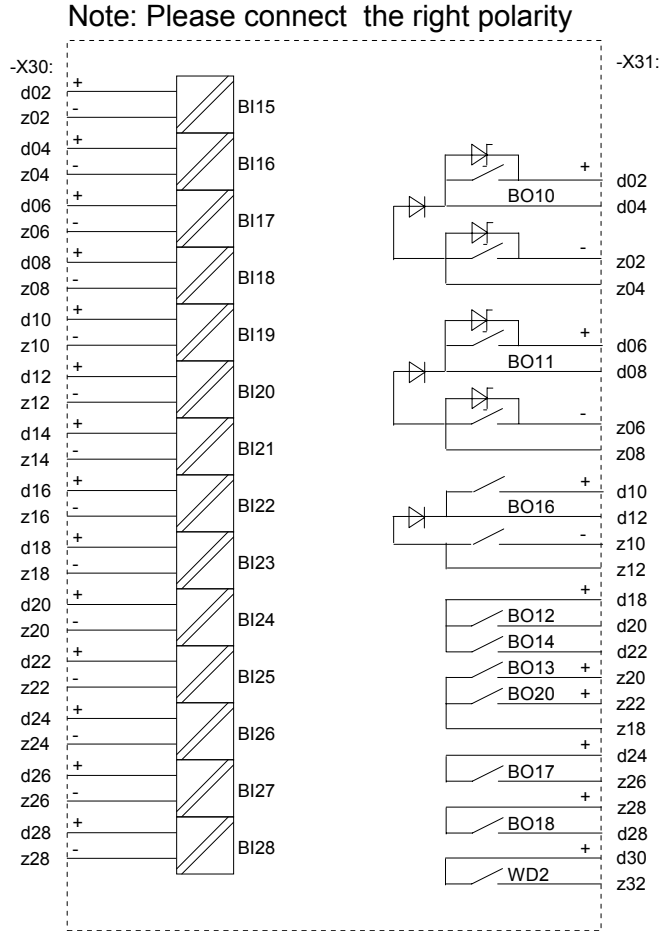 Note: Please connect the right polarity
-X30:
d02 +
z02 -
BI15
d04 +
z04 -
BI16
d06 +
z06 -
BI17
d08 +
z08 -
BI18
d10 +
z10 -
BI19
d12 +
z12 -
BI20
d14 +
z14 -
BI21
d16 +
z16 -
BI22
d18 +
z18 -
BI23
d20 +
z20 -
BI24
d22 +
z22 -
BI25
d24 +
z24 -
BI26
d26 +
z26 -
BI27
d28 +
z28 -
BI28
-X31:
+ d02
BO10
d04
- z02
z04
+ d06
BO11
d08
- z06
z08
+ d10
BO16
d12
- z10
z12
+ d18
BO12 d20
BO14 d22
BO13 + z20
BO20 + z22
z18
+ d24
BO17 z26
+ z28
BO18 d28
+ d30
WD2 z32